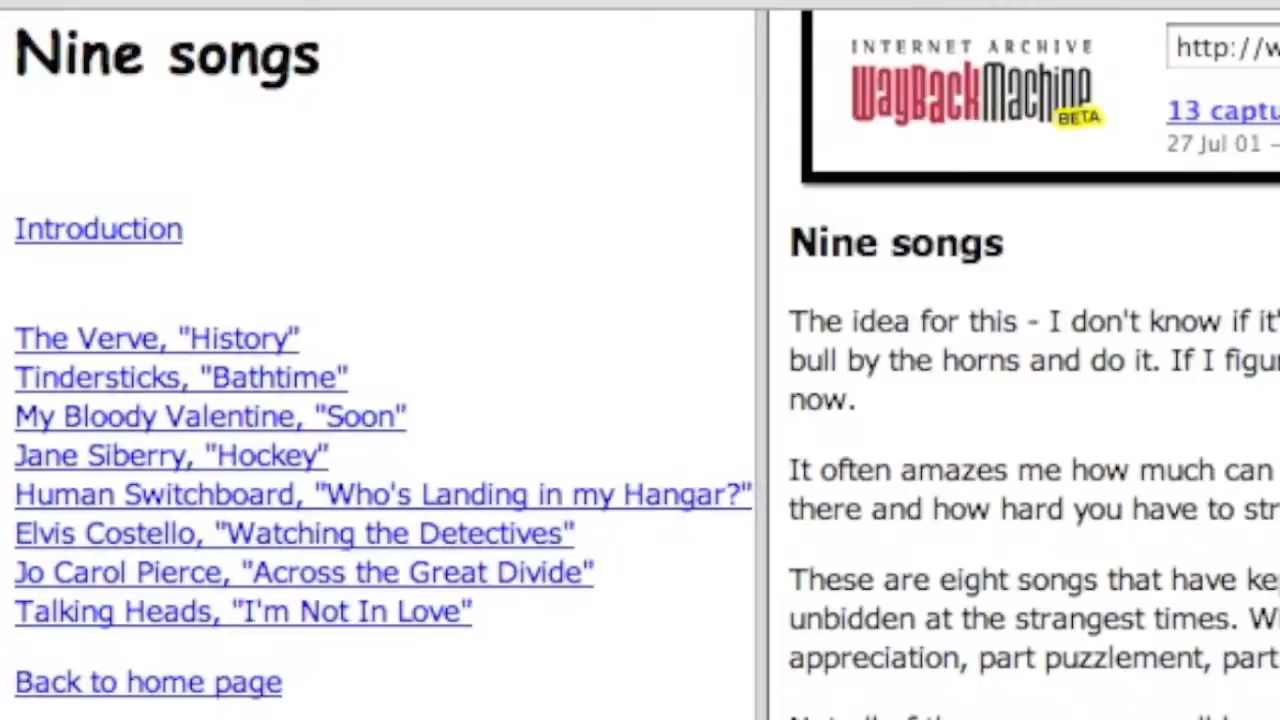 Nine songs
Introduction
The Verve, "History"
Tindersticks, "Bathtime"
My Bloody Valentine, "Soon"
Jane Siberry, "Hockey"
Human Switchboard, "Who's Landing in my Hangar?"
Elvis Costello, "Watching the Detectives"
Jo Carol Pierce, "Across the Great Divide"
Talking Heads, "I'm Not In Love"
Back to home page
INTERNET ARCHIVE
WayBackMachine
BETA
http://w
13 captu
27 Jul 01 –
Nine songs
The idea for this - I don't know if it'
bull by the horns and do it. If I figu
now.
It often amazes me how much can
there and how hard you have to str
These are eight songs that have ke
unbidden at the strangest times. W
appreciation, part puzzlement, part